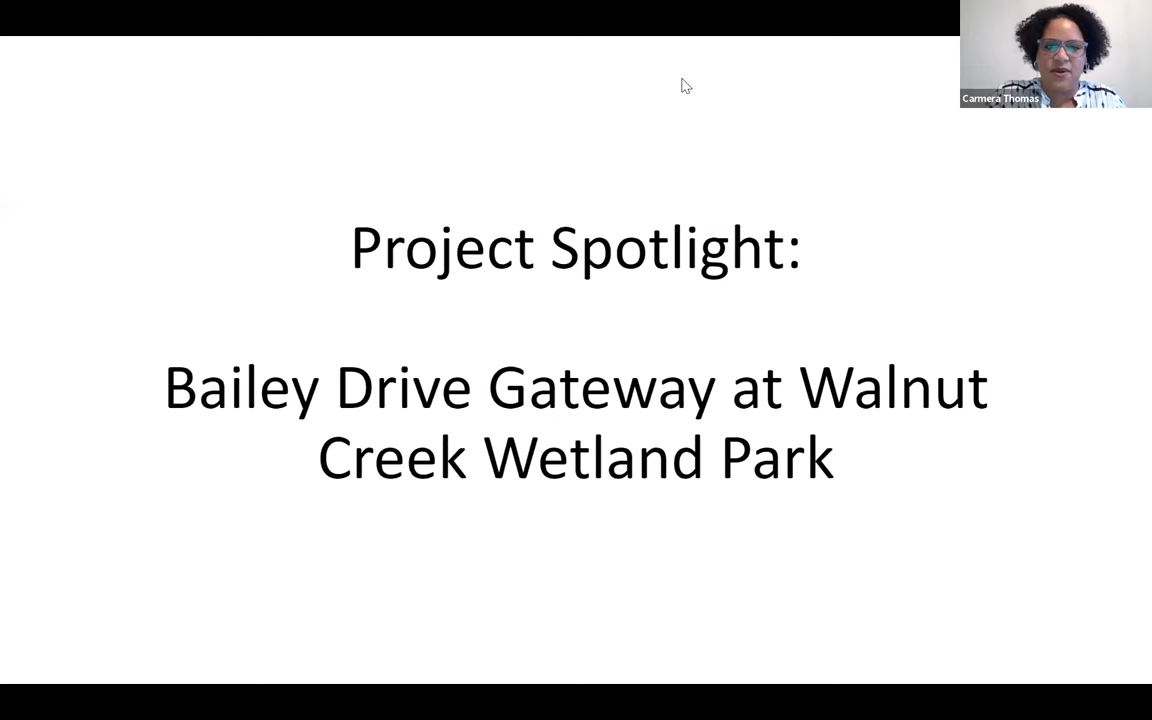 Carmera Thomas
Project Spotlight:
Bailey Drive Gateway at Walnut
Creek Wetland Park